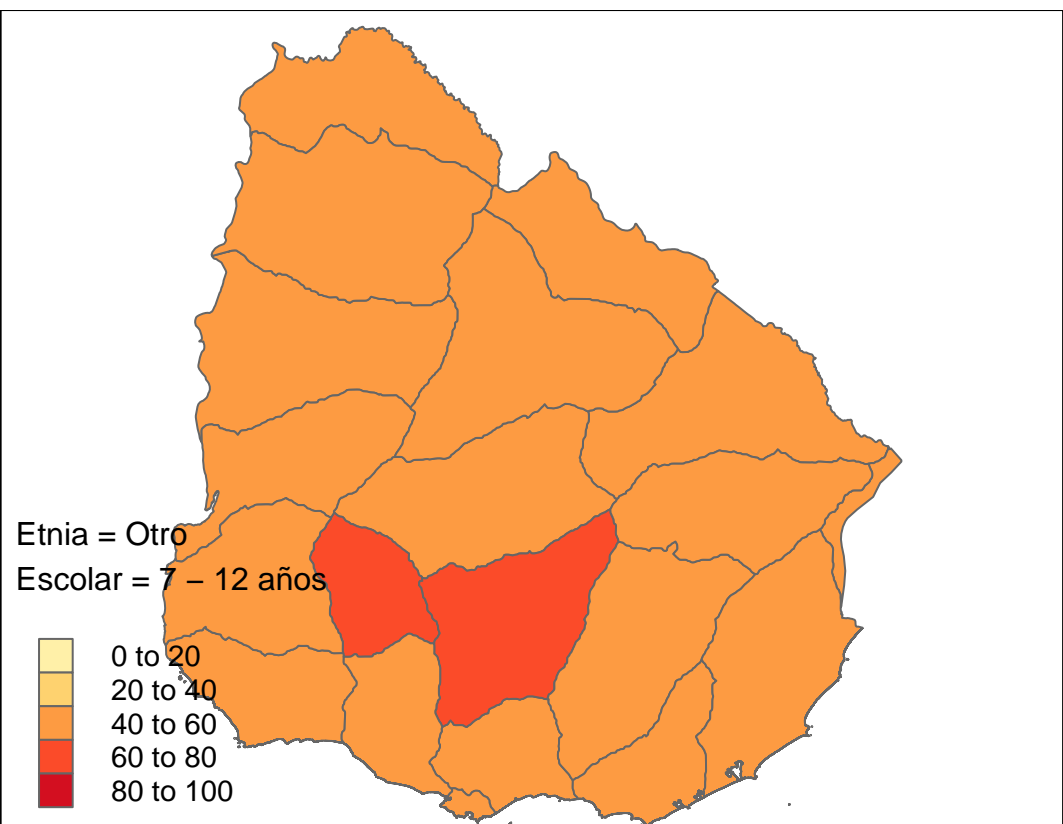 Etnia = Otro
Escolar = 7 – 12 años
0 to 20
20 to 40
40 to 60
60 to 80
80 to 100